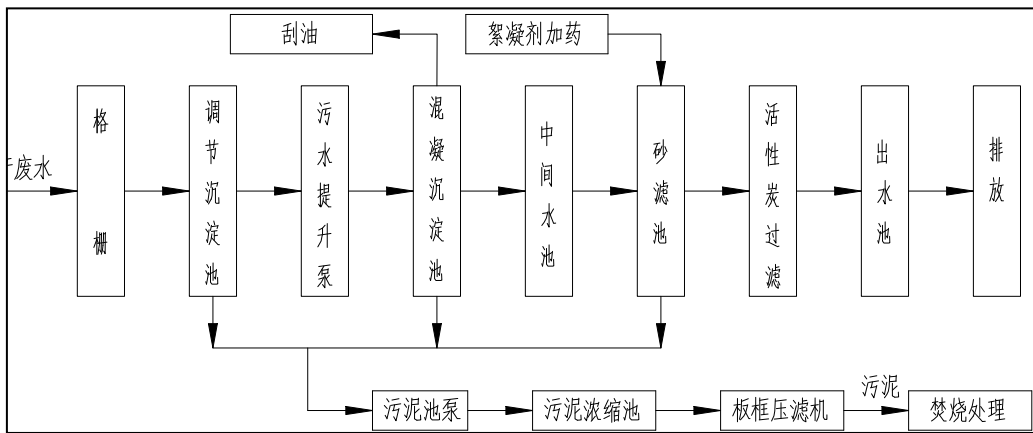 刮油
絮凝剂加药
废水
格栅
调节沉淀池
污水提升泵
混凝沉淀池
中间水池
砂滤池
活性炭过滤
出水池
排放
污泥池泵
污泥浓缩池
板框压滤机
污泥
焚烧处理